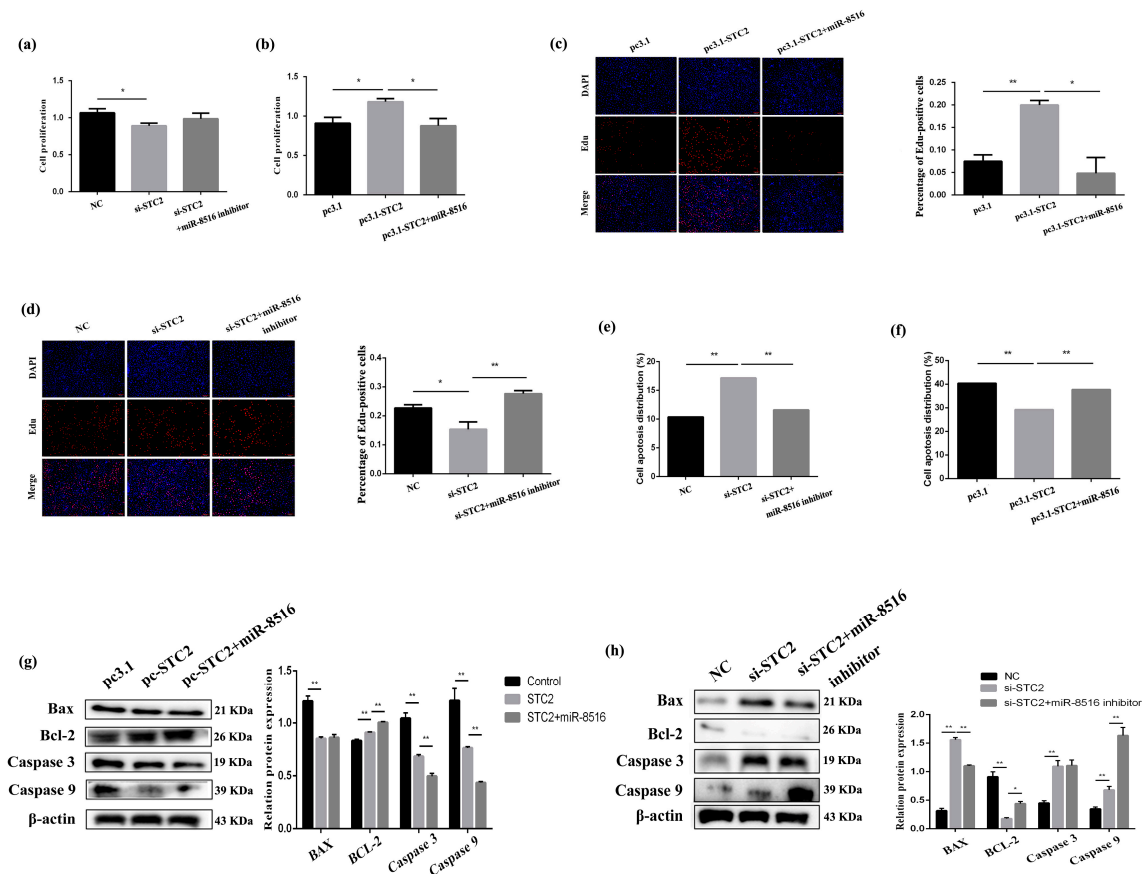 (a)
Cell proliferation
1.5
1.0
0.5
0.0
*
NC
si-STC2
si-STC2
+miR-8516 inhibitor
(b)
Cell proliferation
1.5
1.0
0.5
0.0
*
*
pc3.1
pc3.1-STC2
pc3.1-STC2+miR-8516
(c)
pc3.1
pc3.1-STC2
pc3.1-STC2+miR-8516
DAPI
Edu
Merge
Percentage of Edu-positive cells
0.25
0.20
0.15
0.10
0.05
0.00
**
*
pc3.1
pc3.1-STC2
pc3.1-STC2+miR-8516
(d)
NC
si-STC2
si-STC2+miR-8516
inhibitor
DAPI
Edu
Merge
Percentage of Edu-positive cells
0.4
0.3
0.2
0.1
0.0
*
**
NC
si-STC2
si-STC2+miR-8516 inhibitor
(e)
Cell apotosis distribution (%)
20
15
10
5
0
**
**
NC
si-STC2
si-STC2+
miR-8516 inhibitor
(f)
Cell apotosis distribution (%)
50
40
30
20
10
0
**
**
pc3.1
pc3.1-STC2
pc3.1-STC2+miR-8516
(g)
pc3.1
pc-STC2
pc-STC2+miR-8516
Bax
21 KDa
Bcl-2
26 KDa
Caspase 3
19 KDa
Caspase 9
39 KDa
β-actin
43 KDa
Relation protein expression
1.5
1.0
0.5
0.0
**
**
**
**
**
**
**
BAX
BCL-2
Caspase 3
Caspase 9
Control
STC2
STC2+miR-8516
(h)
NC
si-STC2
si-STC2+miR-8516
inhibitor
Bax
21 KDa
Bcl-2
26 KDa
Caspase 3
19 KDa
Caspase 9
39 KDa
β-actin
43 KDa
NC
si-STC2
si-STC2+miR-8516 inhibitor
Relation protein expression
2.0
1.5
1.0
0.5
0.0
**
**
**
*
**
**
**
BAX
BCL-2
Caspase 3
Caspase 9